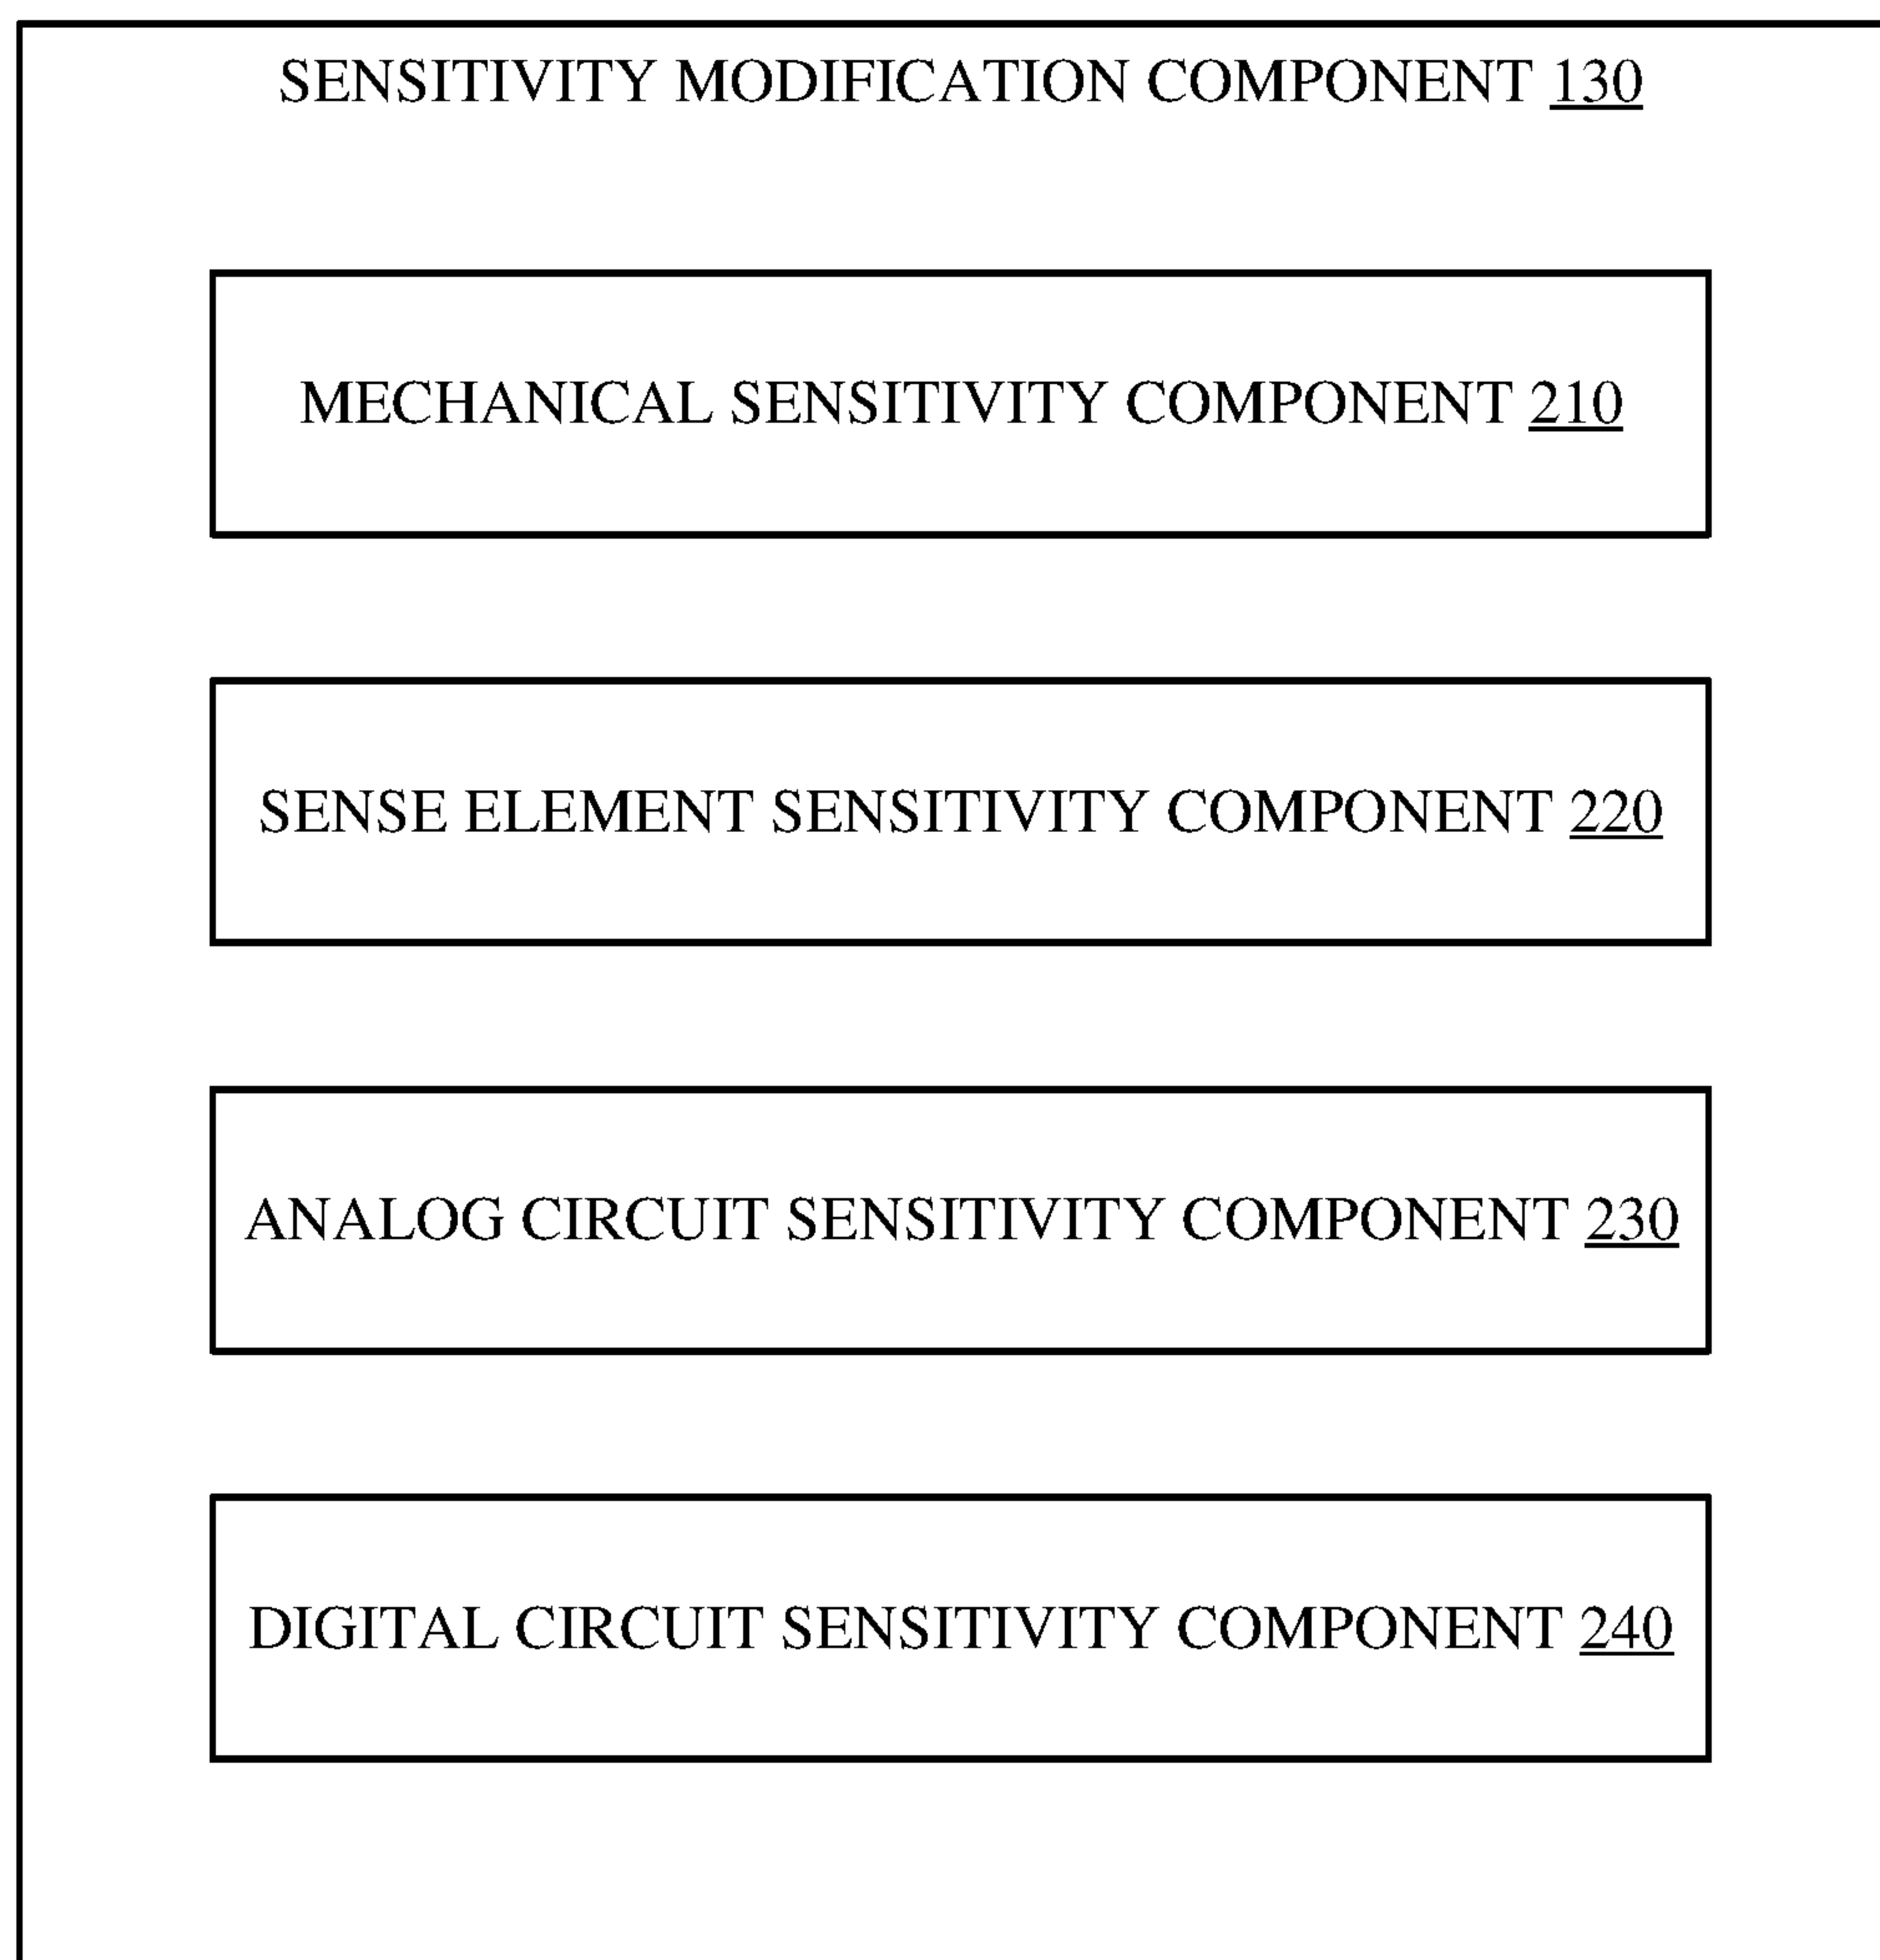 SENSITIVITY MODIFICATION COMPONENT 130
MECHANICAL SENSITIVITY COMPONENT 210
SENSE ELEMENT SENSITIVITY COMPONENT 220
ANALOG CIRCUIT SENSITIVITY COMPONENT 230
DIGITAL CIRCUIT SENSITIVITY COMPONENT 240